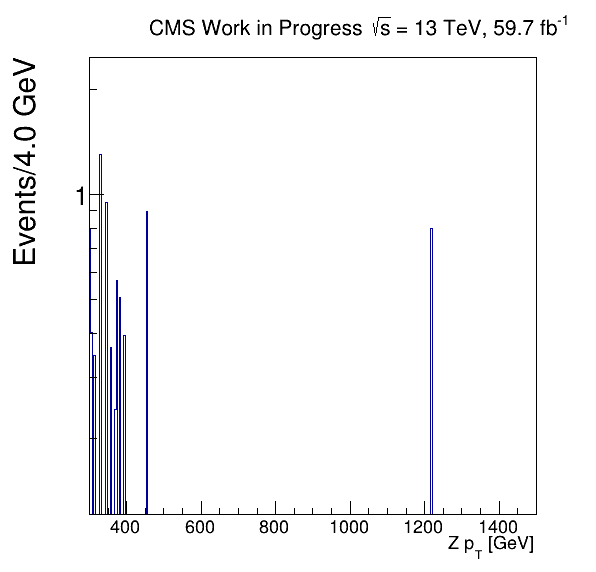 CMS Work in Progress √s = 13 TeV, 59.7 fb⁻¹
Events/4.0 GeV
1
400 600 800 1000 1200 1400
Z p_T [GeV]